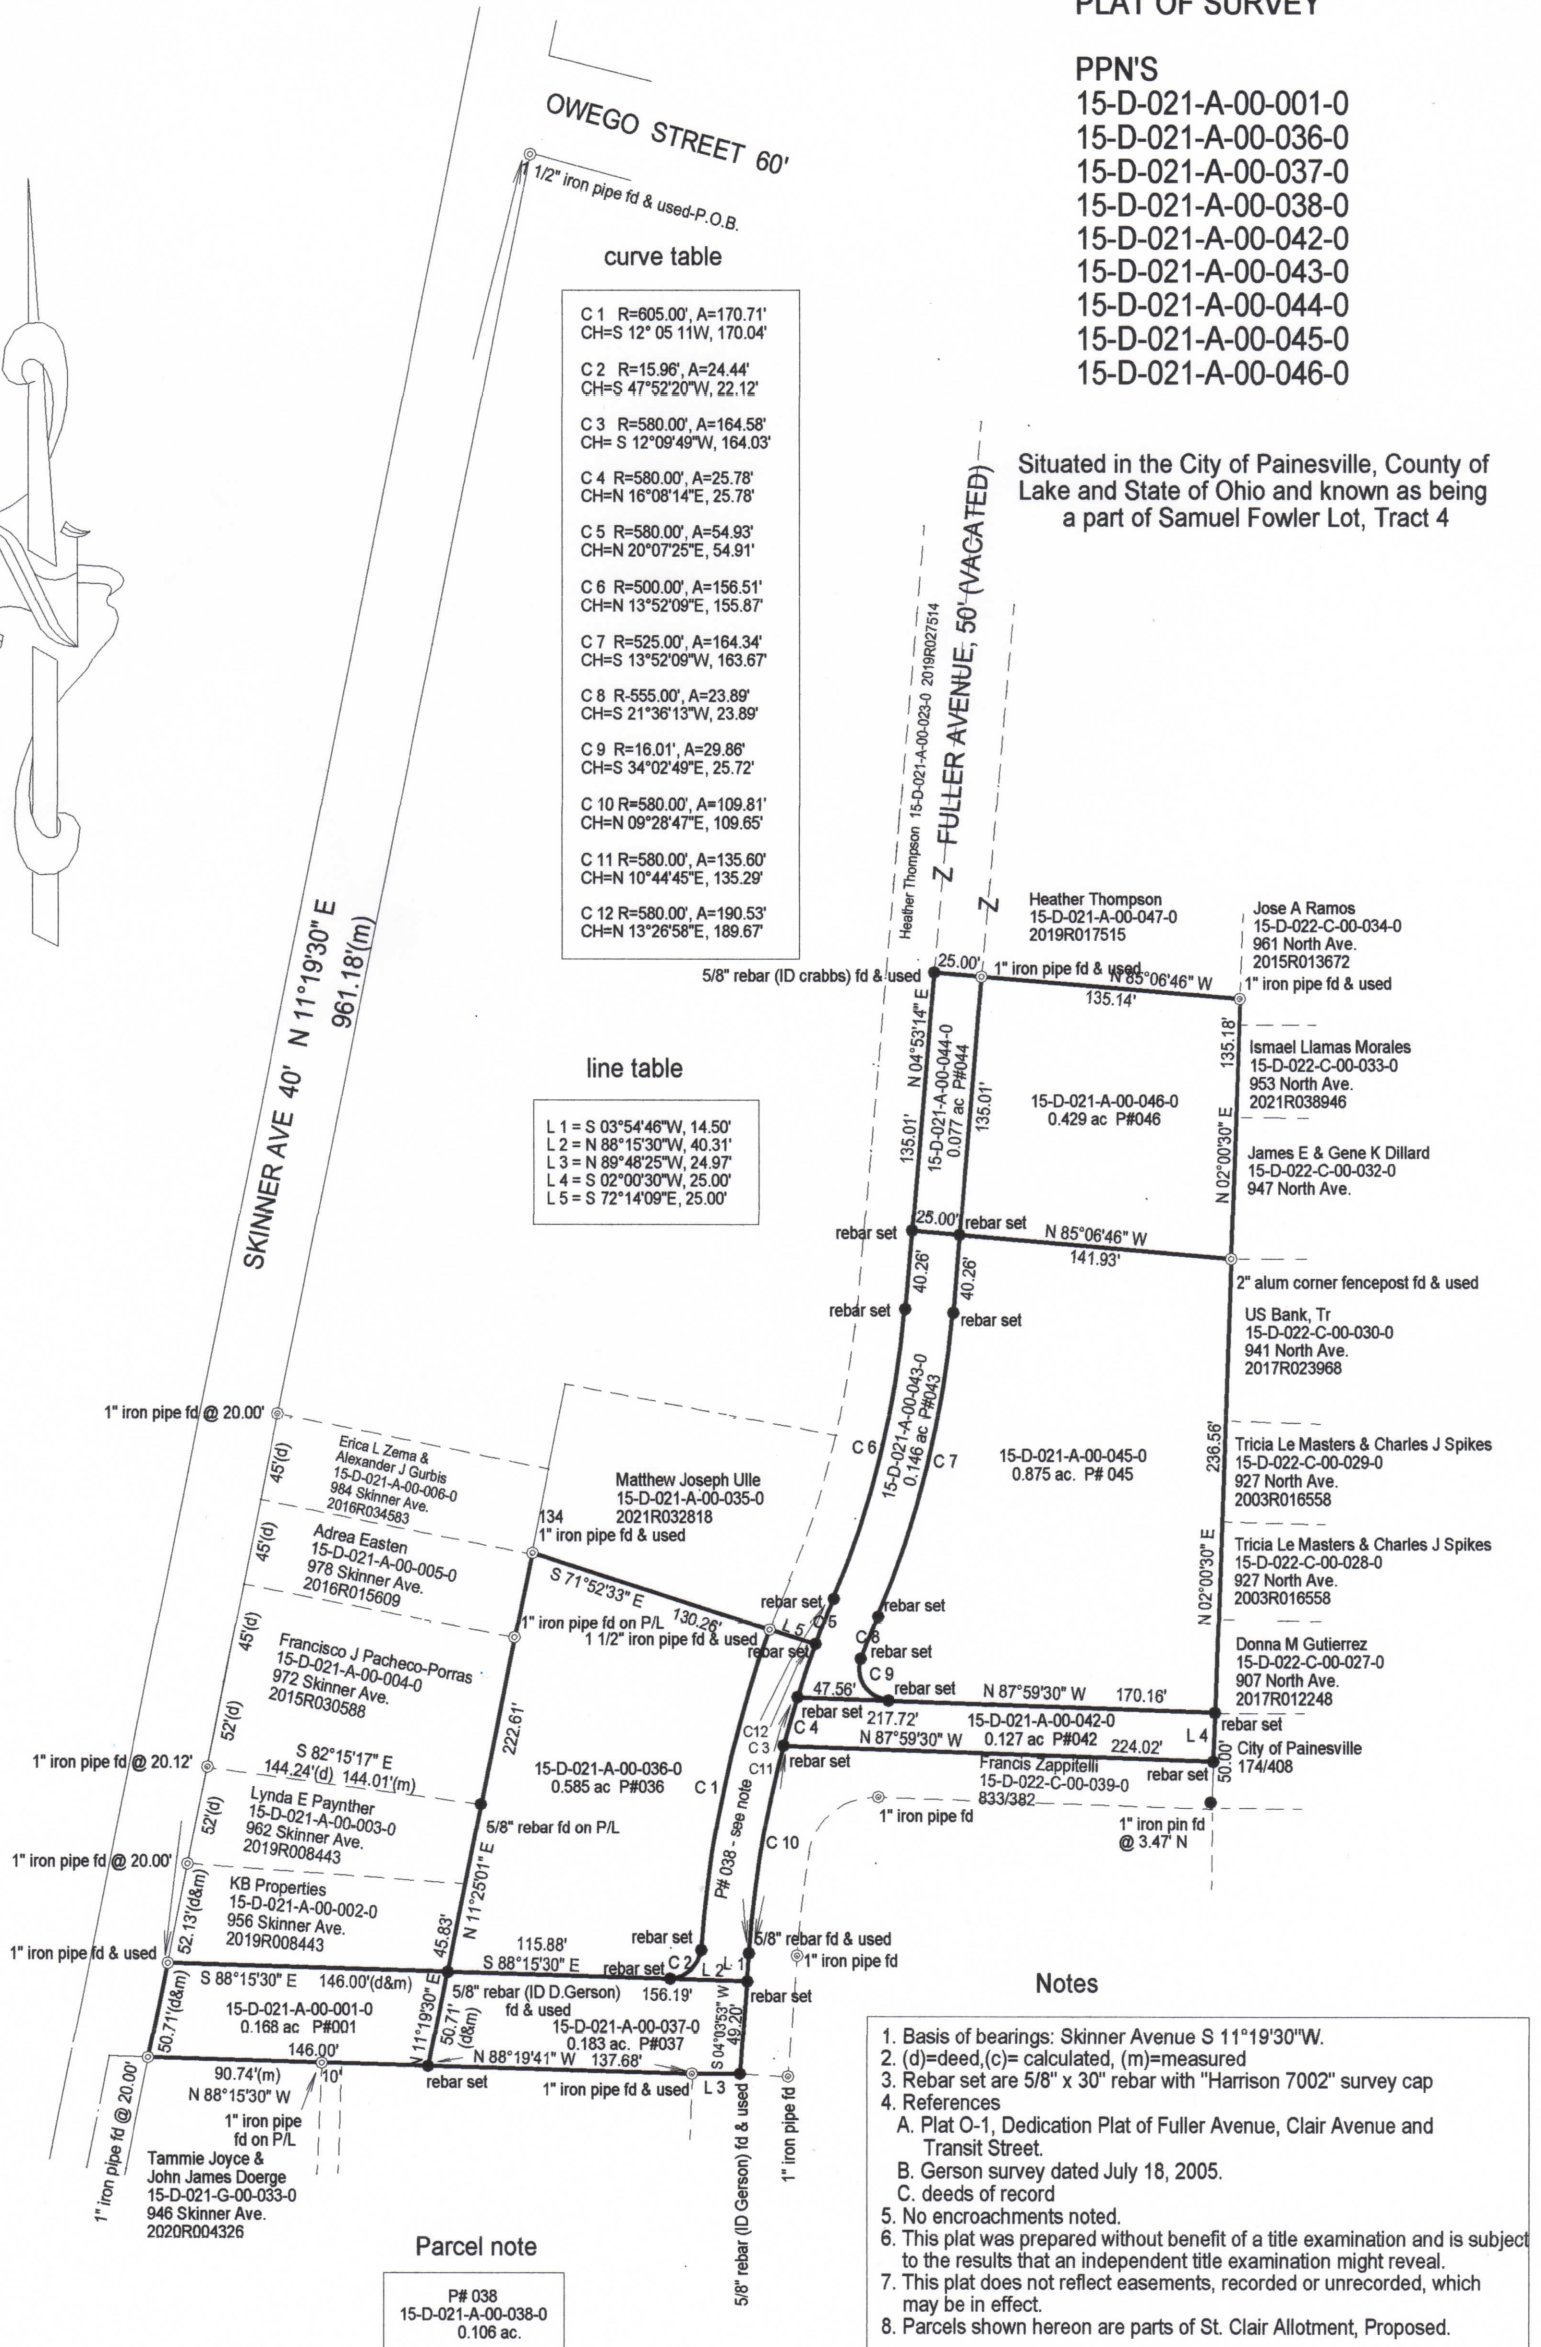 PLAT OF SURVEY
PPN'S
15-D-021-A-00-001-0
15-D-021-A-00-036-0
15-D-021-A-00-037-0
15-D-021-A-00-038-0
15-D-021-A-00-042-0
15-D-021-A-00-043-0
15-D-021-A-00-044-0
15-D-021-A-00-045-0
15-D-021-A-00-046-0
Situated in the City of Painesville, County of
Lake and State of Ohio and known as being
a part of Samuel Fowler Lot, Tract 4
OWEGO STREET 60'
1 1/2" iron pipe fd & used-P.O.B.
curve table
C 1 R=605.00', A=170.71'
CH=S 12° 05 11W, 170.04'
C 2 R=15.96', A=24.44'
CH=S 47°52'20"W, 22.12'
C 3 R=580.00', A=164.58'
CH= S 12°09'49"W, 164.03'
C 4 R=580.00', A=25.78'
CH=N 16°08'14"E, 25.78'
C 5 R=580.00', A=54.93'
CH=N 20°07'25"E, 54.91'
C 6 R=500.00', A=156.51'
CH=N 13°52'09"E, 155.87'
C 7 R=525.00', A=164.34'
CH=S 13°52'09"W, 163.67'
C 8 R-555.00', A=23.89'
CH=S 21°36'13"W, 23.89'
C 9 R=16.01', A=29.86'
CH=S 34°02'49"E, 25.72'
C 10 R=580.00', A=109.81'
CH=N 09°28'47"E, 109.65'
C 11 R=580.00', A=135.60'
CH=N 10°44'45"E, 135.29'
C 12 R=580.00', A=190.53'
CH=N 13°26'58"E, 189.67'
line table
L 1 = S 03°54'46"W, 14.50'
L 2 = N 88°15'30"W, 40.31'
L 3 = N 89°48'25"W, 24.97'
L 4 = S 02°00'30"W, 25.00'
L 5 = S 72°14'09"E, 25.00'
SKINNER AVE 40' N 11°19'30" E
961.18'(m)
FULLER AVENUE, 50' (VACATED)
Z
Z
Heather Thompson 15-D-021-A-00-023-0 2019R027514
Heather Thompson
15-D-021-A-00-047-0
2019R017515
Jose A Ramos
15-D-022-C-00-034-0
961 North Ave.
2015R013672
5/8" rebar (ID crabbs) fd & used
25.00'
1" iron pipe fd & used
N 85°06'46" W
135.14'
1" iron pipe fd & used
135.18'
N 02°00'30" E
Ismael Llamas Morales
15-D-022-C-00-033-0
953 North Ave.
2021R038946
James E & Gene K Dillard
15-D-022-C-00-032-0
947 North Ave.
N 04°53'14" E
135.01'
15-D-021-A-00-044-0
0.077 ac P#044
135.01'
15-D-021-A-00-046-0
0.429 ac P#046
rebar set
25.00'
rebar set
N 85°06'46" W
141.93'
2" alum corner fencepost fd & used
40.26'
40.26'
rebar set
rebar set
US Bank, Tr
15-D-022-C-00-030-0
941 North Ave.
2017R023968
15-D-021-A-00-043-0
0.146 ac P#043
C 6
C 7
15-D-021-A-00-045-0
0.875 ac. P# 045
236.56'
N 02°00'30" E
Tricia Le Masters & Charles J Spikes
15-D-022-C-00-029-0
927 North Ave.
2003R016558
Tricia Le Masters & Charles J Spikes
15-D-022-C-00-028-0
927 North Ave.
2003R016558
Donna M Gutierrez
15-D-022-C-00-027-0
907 North Ave.
2017R012248
1" iron pipe fd @ 20.00'
45'(d)
Erica L Zema &
Alexander J Gurbis
15-D-021-A-00-006-0
984 Skinner Ave.
2016R034583
45'(d)
Adrea Easten
15-D-021-A-00-005-0
978 Skinner Ave.
2016R015609
45'(d)
Francisco J Pacheco-Porras
15-D-021-A-00-004-0
972 Skinner Ave.
2015R030588
52'(d)
Matthew Joseph Ulle
15-D-021-A-00-035-0
2021R032818
134
1" iron pipe fd & used
S 71°52'33" E
130.26'
1" iron pipe fd on P/L
1 1/2" iron pipe fd & used
L 5
C 5
rebar set
rebar set
rebar set
C 8
rebar set
C 9
rebar set
47.56'
N 87°59'30" W
170.16'
rebar set
217.72'
15-D-021-A-00-042-0
0.127 ac P#042
L 4
rebar set
C 4
N 87°59'30" W
224.02'
C12
C 3
C11
rebar set
Francis Zappitelli
15-D-022-C-00-039-0
833/382
rebar set
50.00'
City of Painesville
174/408
1" iron pipe fd
1" iron pin fd
@ 3.47' N
1" iron pipe fd @ 20.12'
S 82°15'17" E
144.24'(d) 144.01'(m)
52'(d)
Lynda E Paynther
15-D-021-A-00-003-0
962 Skinner Ave.
2019R008443
222.61'
15-D-021-A-00-036-0
0.585 ac P#036
C 1
5/8" rebar fd on P/L
N 11°25'01" E
P# 038 - see note
C 10
1" iron pipe fd @ 20.00'
52.13'(d&m)
KB Properties
15-D-021-A-00-002-0
956 Skinner Ave.
2019R008443
45.83'
1" iron pipe fd & used
S 88°15'30" E
146.00'(d&m)
115.88'
S 88°15'30" E
rebar set
rebar set
C 2
L 2
L 1
5/8" rebar fd & used
1" iron pipe fd
50.71'(d&m)
15-D-021-A-00-001-0
0.168 ac P#001
N 11°19'30" E
50.71'
(d&m)
5/8" rebar (ID D.Gerson)
fd & used
156.19'
15-D-021-A-00-037-0
0.183 ac. P#037
S 04°03'53" W
49.20'
rebar set
146.00'
90.74'(m)
10'
N 88°15'30" W
1" iron pipe
fd on P/L
rebar set
N 88°19'41" W
137.68'
1" iron pipe fd & used
L 3
1" iron pipe fd @ 20.00'
5/8" rebar (ID Gerson) fd & used
1" iron pipe fd
Tammie Joyce &
John James Doerge
15-D-021-G-00-033-0
946 Skinner Ave.
2020R004326
Parcel note
P# 038
15-D-021-A-00-038-0
0.106 ac.
Notes
1. Basis of bearings: Skinner Avenue S 11°19'30"W.
2. (d)=deed,(c)= calculated, (m)=measured
3. Rebar set are 5/8" x 30" rebar with "Harrison 7002" survey cap
4. References
A. Plat O-1, Dedication Plat of Fuller Avenue, Clair Avenue and
Transit Street.
B. Gerson survey dated July 18, 2005.
C. deeds of record
5. No encroachments noted.
6. This plat was prepared without benefit of a title examination and is subject
to the results that an independent title examination might reveal.
7. This plat does not reflect easements, recorded or unrecorded, which
may be in effect.
8. Parcels shown hereon are parts of St. Clair Allotment, Proposed.